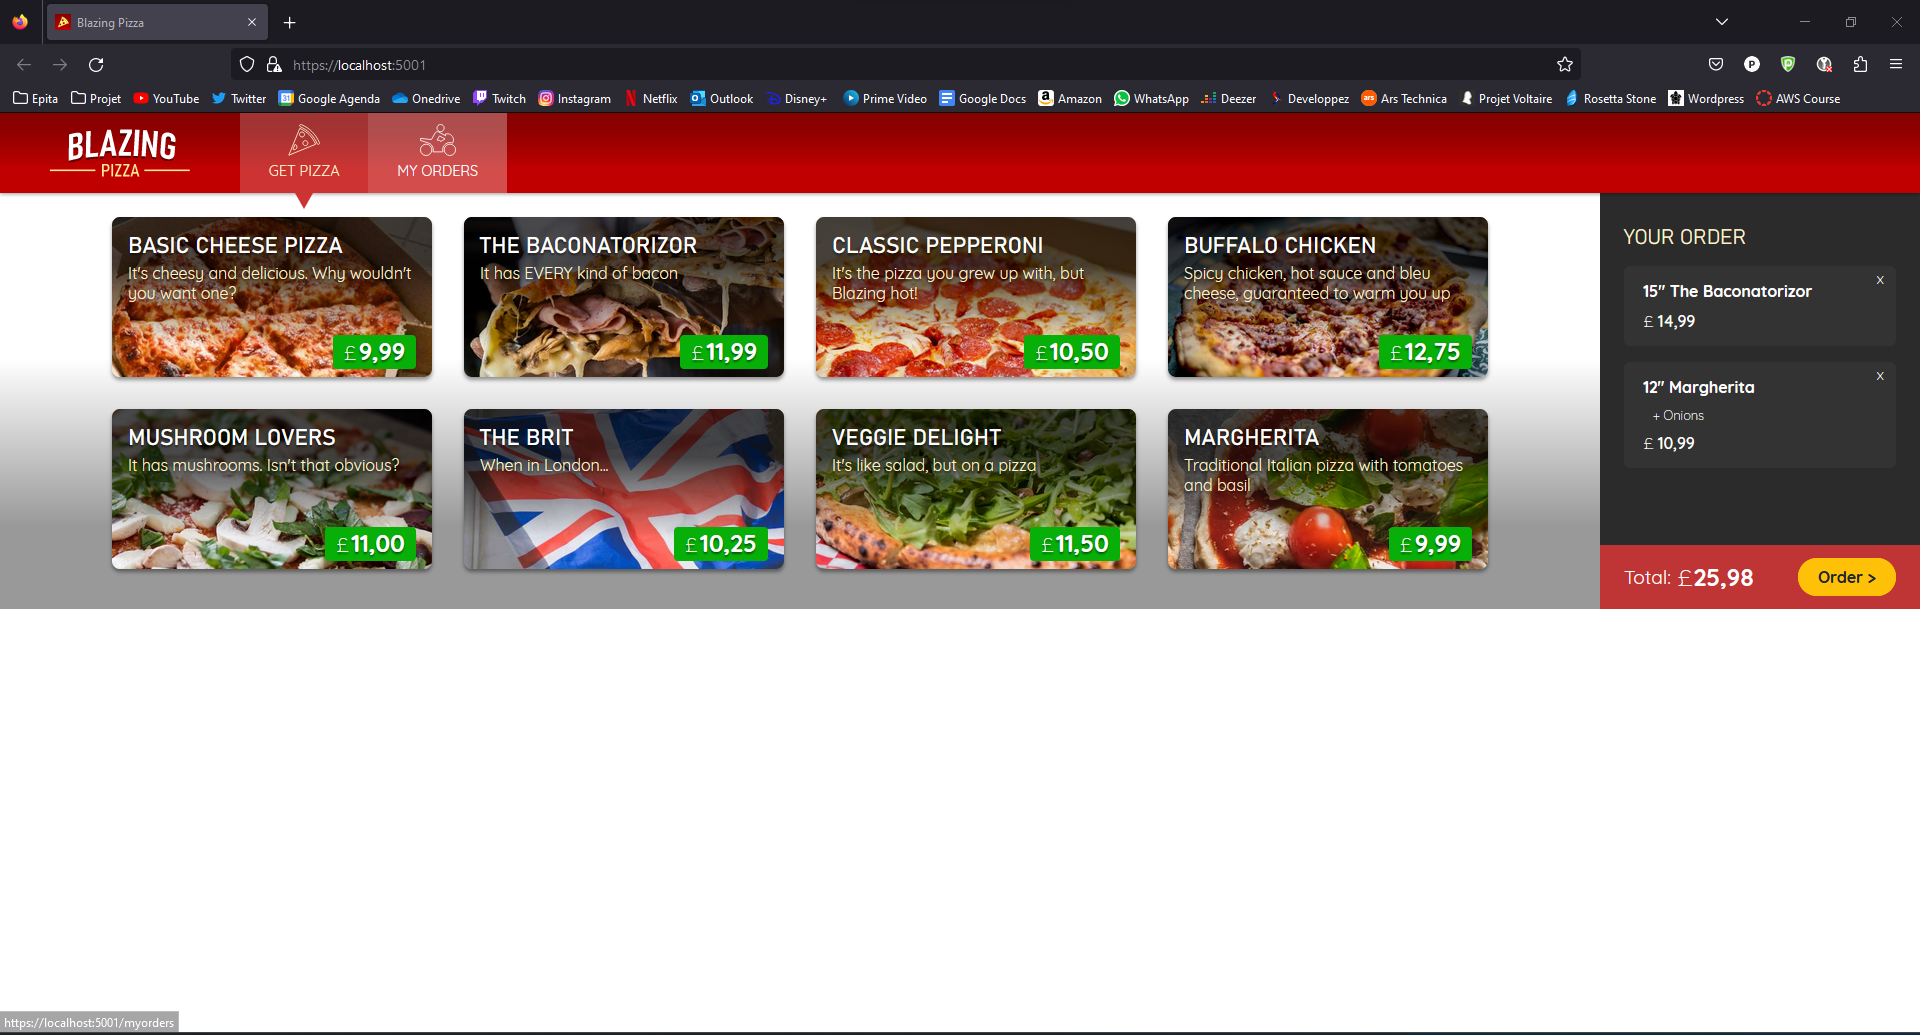 Blazing Pizza
https://localhost:5001
Epita Projet YouTube Twitter Google Agenda Onedrive Twitch Instagram Netflix Outlook Disney+ Prime Video Google Docs Amazon WhatsApp Deezer Developpez Ars Technica Projet Voltaire Rosetta Stone Wordpress AWS Course
BLAZING
PIZZA
GET PIZZA
MY ORDERS
BASIC CHEESE PIZZA
It's cheesy and delicious. Why wouldn't
you want one?
£9,99
THE BACONATORIZOR
It has EVERY kind of bacon
£11,99
CLASSIC PEPPERONI
It's the pizza you grew up with, but
Blazing hot!
£10,50
BUFFALO CHICKEN
Spicy chicken, hot sauce and bleu
cheese, guaranteed to warm you up
£12,75
MUSHROOM LOVERS
It has mushrooms. Isn't that obvious?
£11,00
THE BRIT
When in London...
£10,25
VEGGIE DELIGHT
It's like salad, but on a pizza
£11,50
MARGHERITA
Traditional Italian pizza with tomatoes
and basil
£9,99
YOUR ORDER
x
15" The Baconatorizor
£ 14,99
x
12" Margherita
+ Onions
£ 10,99
Total: £25,98
Order >
https://localhost:5001/myorders